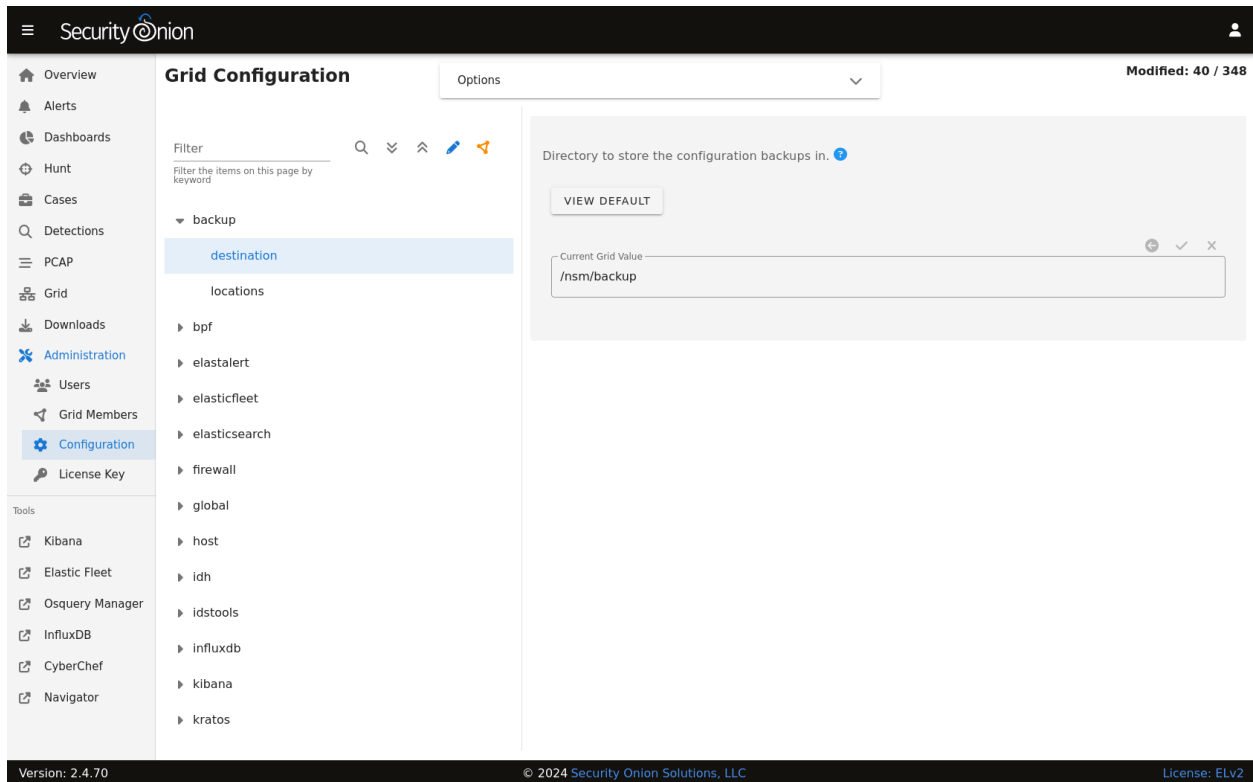 Security Onion
Overview
Alerts
Dashboards
Hunt
Cases
Detections
PCAP
Grid
Downloads
Administration
Users
Grid Members
Configuration
License Key
Tools
Kibana
Elastic Fleet
Osquery Manager
InfluxDB
CyberChef
Navigator
Grid Configuration
Options
Modified: 40 / 348
Filter
Filter the items on this page by
keyword
backup
destination
locations
bpf
elastalert
elasticfleet
elasticsearch
firewall
global
host
idh
idstools
influxdb
kibana
kratos
Directory to store the configuration backups in. ?
VIEW DEFAULT
Current Grid Value
/nsm/backup
Version: 2.4.70
© 2024 Security Onion Solutions, LLC
License: ELv2